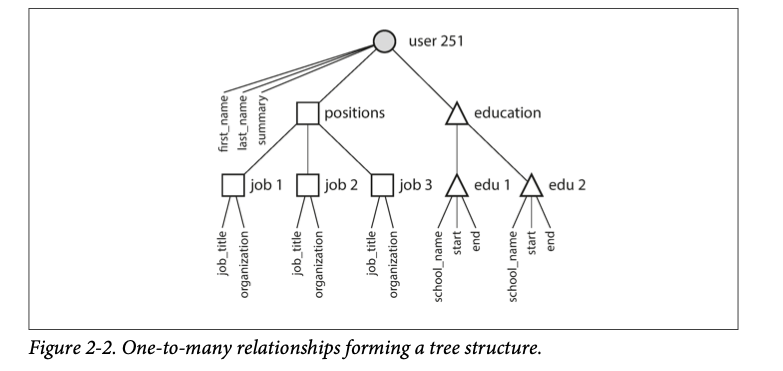 user 251
first_name
last_name
summary
positions
education
job 1
job 2
job 3
edu 1
edu 2
job_title
organization
job_title
organization
job_title
organization
school_name
start
end
school_name
start
end
Figure 2-2. One-to-many relationships forming a tree structure.